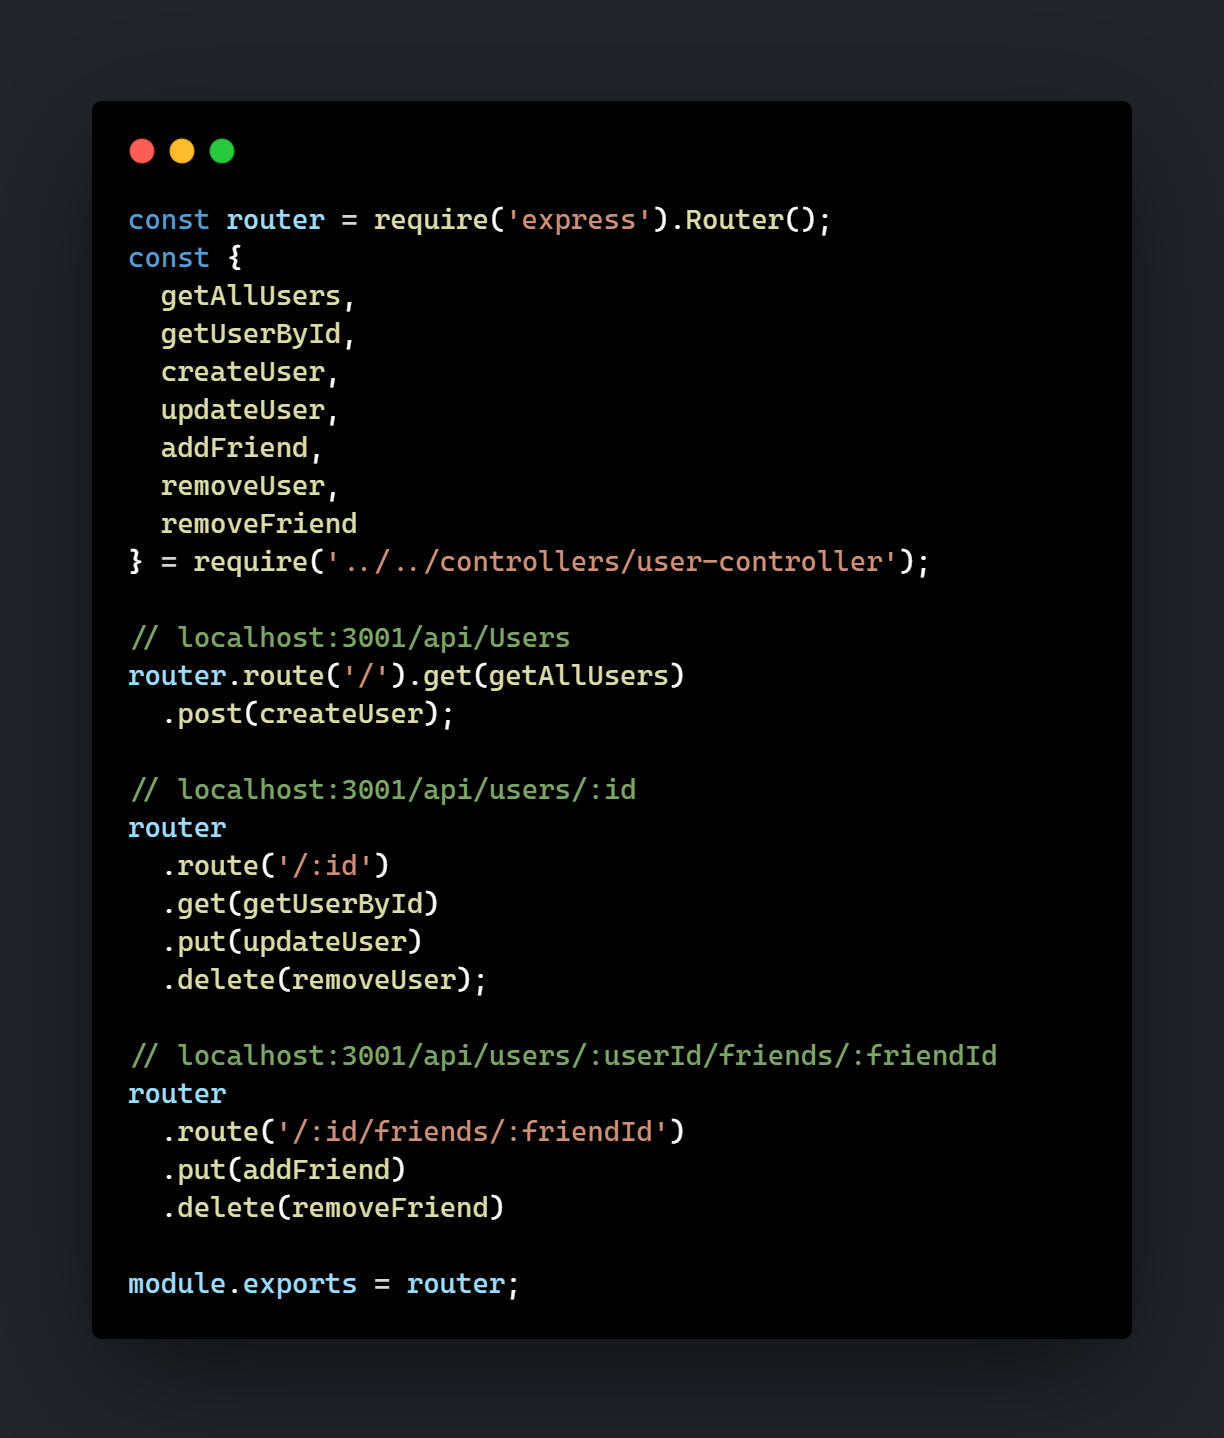 const router = require('express').Router();
const {
  getAllUsers,
  getUserById,
  createUser,
  updateUser,
  addFriend,
  removeUser,
  removeFriend
} = require('../../controllers/user-controller');

// localhost:3001/api/Users
router.route('/').get(getAllUsers)
  .post(createUser);

// localhost:3001/api/users/:id
router
  .route('/:id')
  .get(getUserById)
  .put(updateUser)
  .delete(removeUser);

// localhost:3001/api/users/:userId/friends/:friendId
router
  .route('/:id/friends/:friendId')
  .put(addFriend)
  .delete(removeFriend)

module.exports = router;